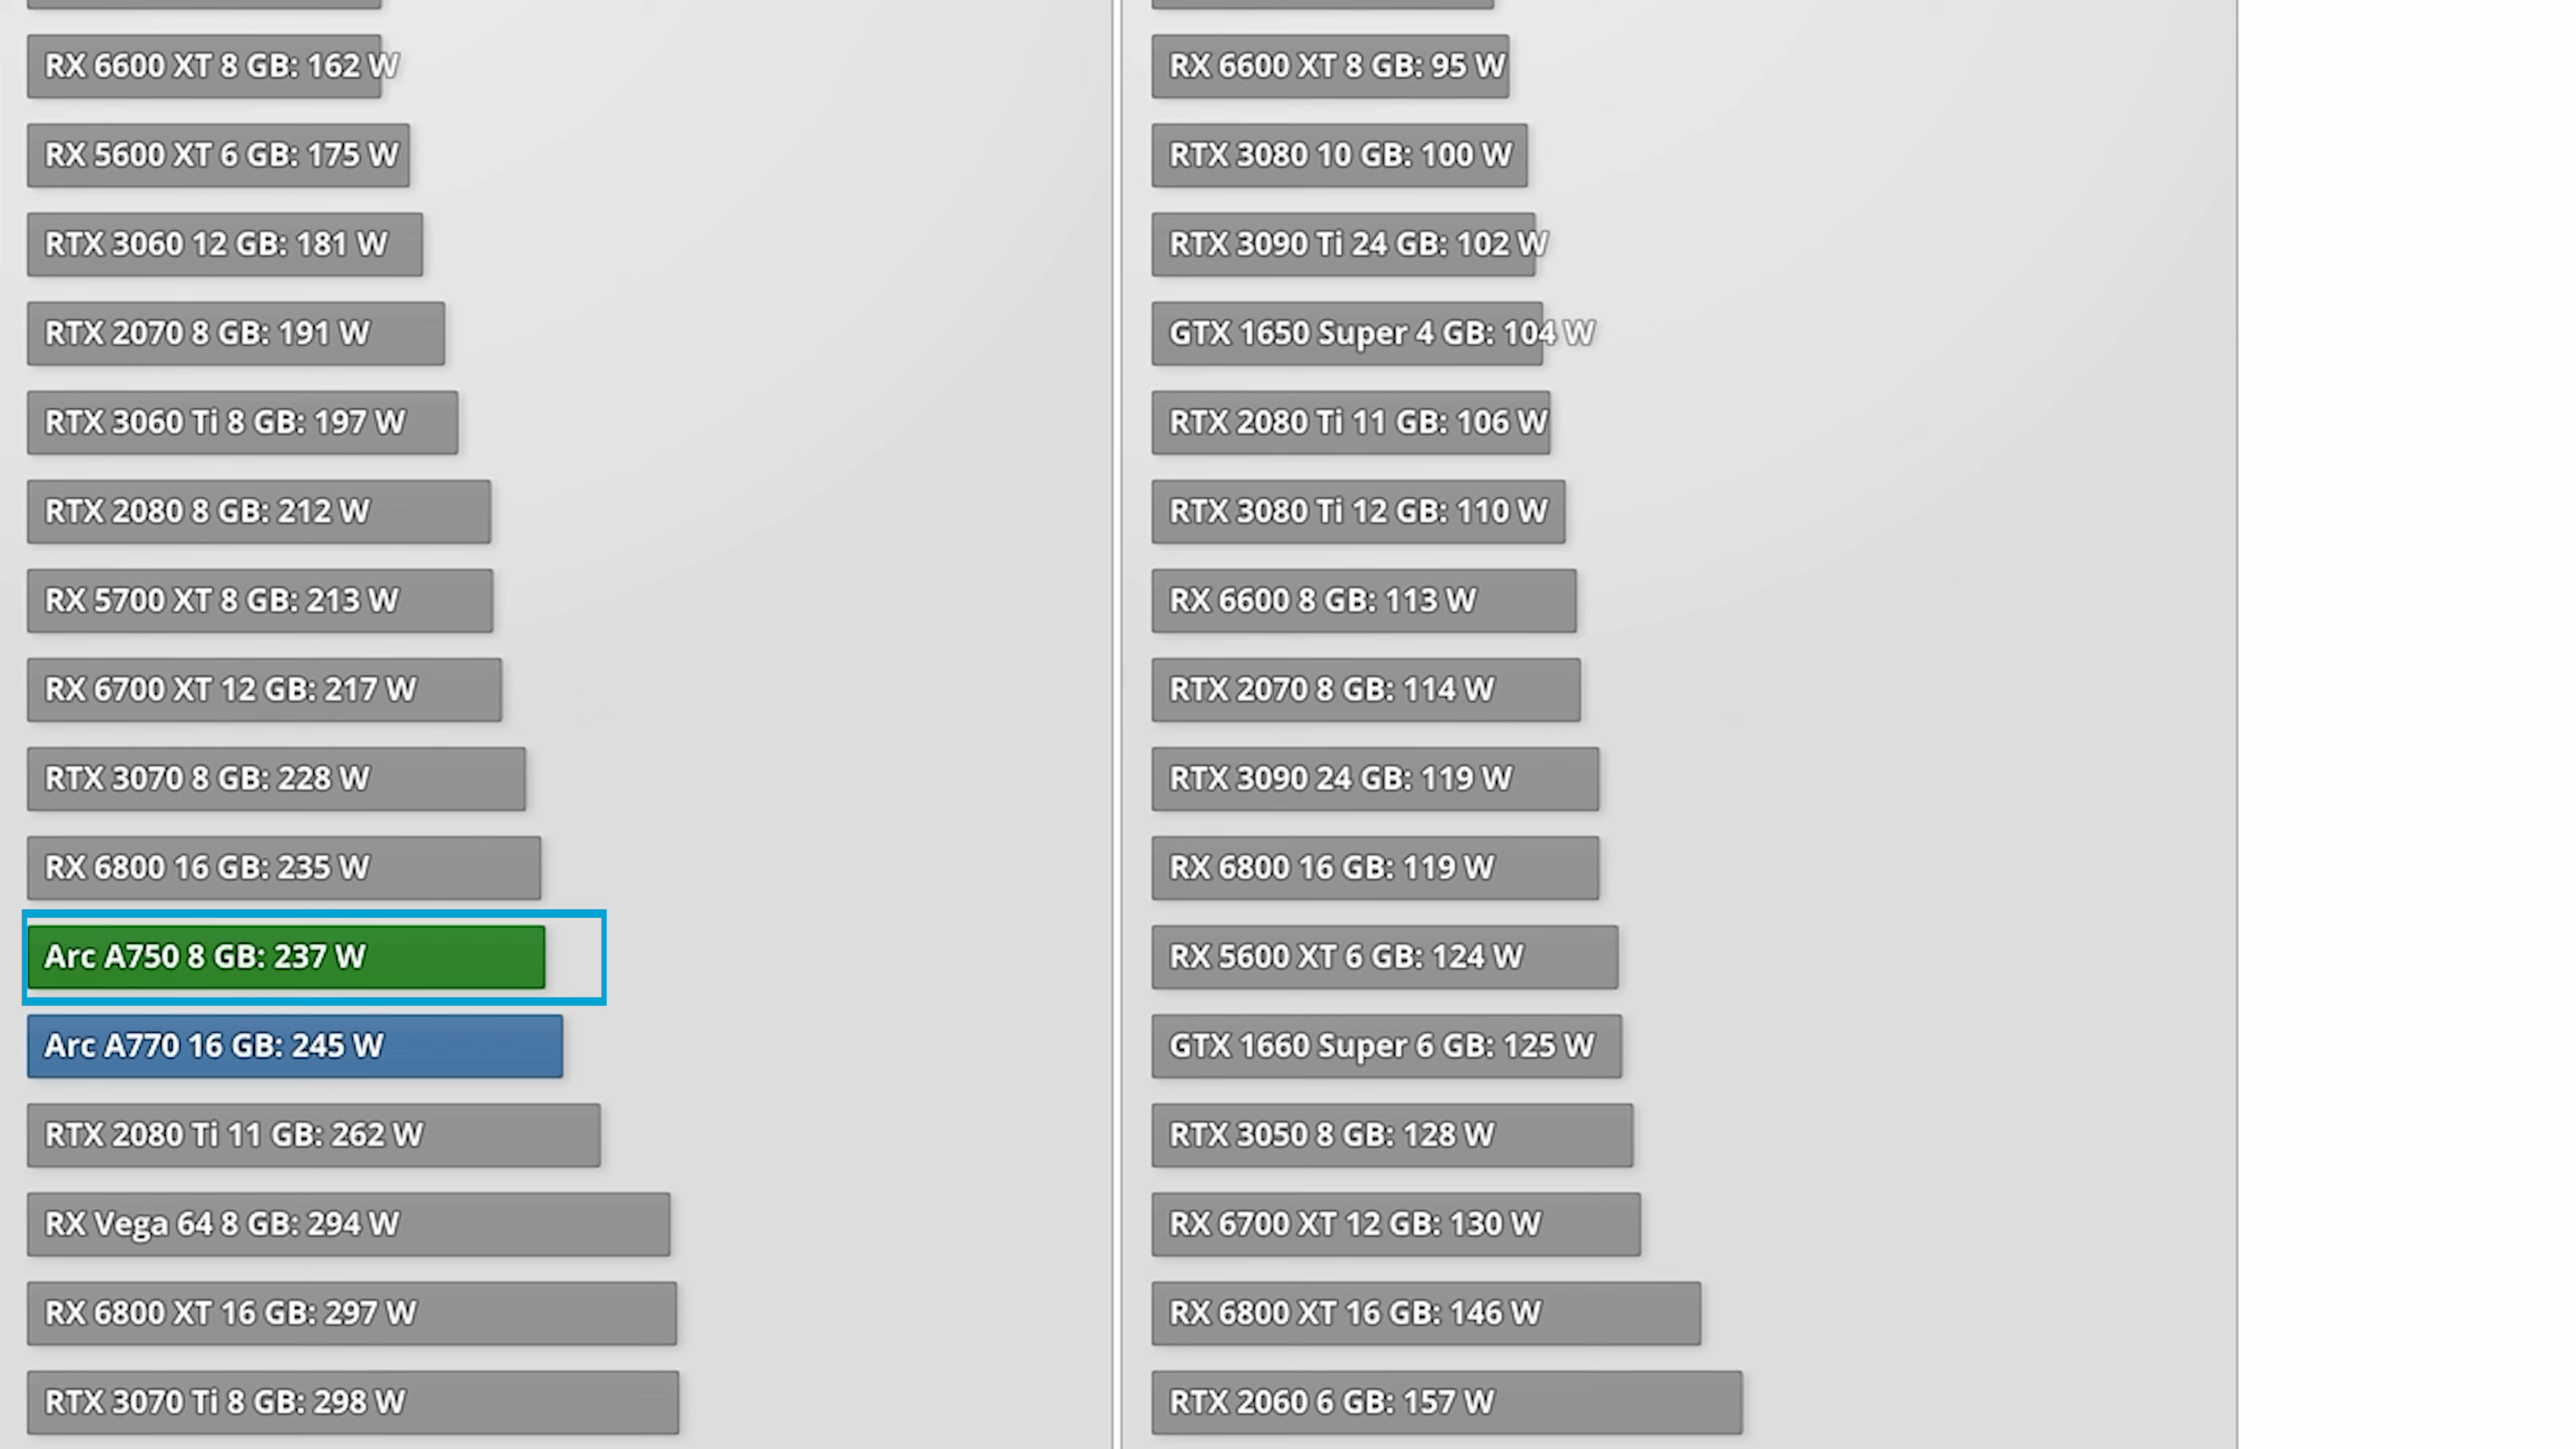 RX 6600 XT 8 GB: 162 W
RX 5600 XT 6 GB: 175 W
RTX 3060 12 GB: 181 W
RTX 2070 8 GB: 191 W
RTX 3060 Ti 8 GB: 197 W
RTX 2080 8 GB: 212 W
RX 5700 XT 8 GB: 213 W
RX 6700 XT 12 GB: 217 W
RTX 3070 8 GB: 228 W
RX 6800 16 GB: 235 W
Arc A750 8 GB: 237 W
Arc A770 16 GB: 245 W
RTX 2080 Ti 11 GB: 262 W
RX Vega 64 8 GB: 294 W
RX 6800 XT 16 GB: 297 W
RTX 3070 Ti 8 GB: 298 W
RX 6600 XT 8 GB: 95 W
RTX 3080 10 GB: 100 W
RTX 3090 Ti 24 GB: 102 W
GTX 1650 Super 4 GB: 104 W
RTX 2080 Ti 11 GB: 106 W
RTX 3080 Ti 12 GB: 110 W
RX 6600 8 GB: 113 W
RTX 2070 8 GB: 114 W
RTX 3090 24 GB: 119 W
RX 6800 16 GB: 119 W
RX 5600 XT 6 GB: 124 W
GTX 1660 Super 6 GB: 125 W
RTX 3050 8 GB: 128 W
RX 6700 XT 12 GB: 130 W
RX 6800 XT 16 GB: 146 W
RTX 2060 6 GB: 157 W